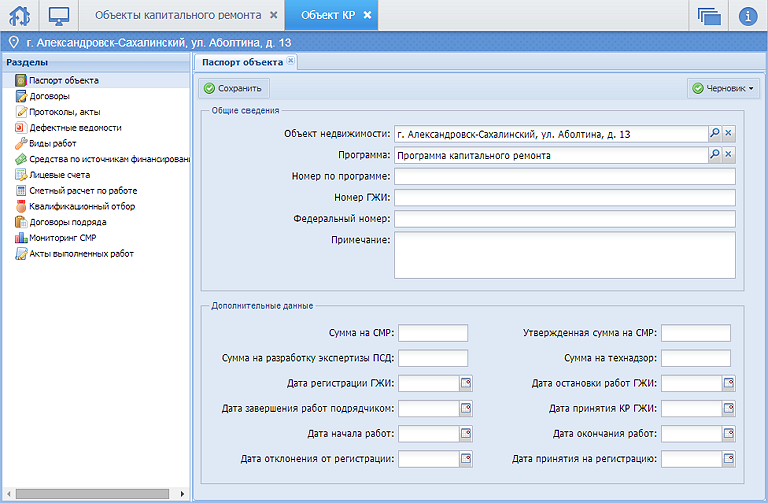 Объекты капитального ремонта
Объект КР
г. Александровск-Сахалинский, ул. Аболтина, д. 13
Разделы
Паспорт объекта
Договоры
Протоколы, акты
Дефектные ведомости
Виды работ
Средства по источникам финансировани
Лицевые счета
Сметный расчет по работе
Квалификационный отбор
Договоры подряда
Мониторинг СМР
Акты выполненных работ
Паспорт объекта
Сохранить
Черновик
Общие сведения
Объект недвижимости: г. Александровск-Сахалинский, ул. Аболтина, д. 13
Программа: Программа капитального ремонта
Номер по программе:
Номер ГЖИ:
Федеральный номер:
Примечание:
Дополнительные данные
Сумма на СМР: Утвержденная сумма на СМР:
Сумма на разработку экспертизы ПСД: Сумма на технадзор:
Дата регистрации ГЖИ: Дата остановки работ ГЖИ:
Дата завершения работ подрядчиком: Дата принятия КР ГЖИ:
Дата начала работ: Дата окончания работ:
Дата отклонения от регистрации: Дата принятия на регистрацию: